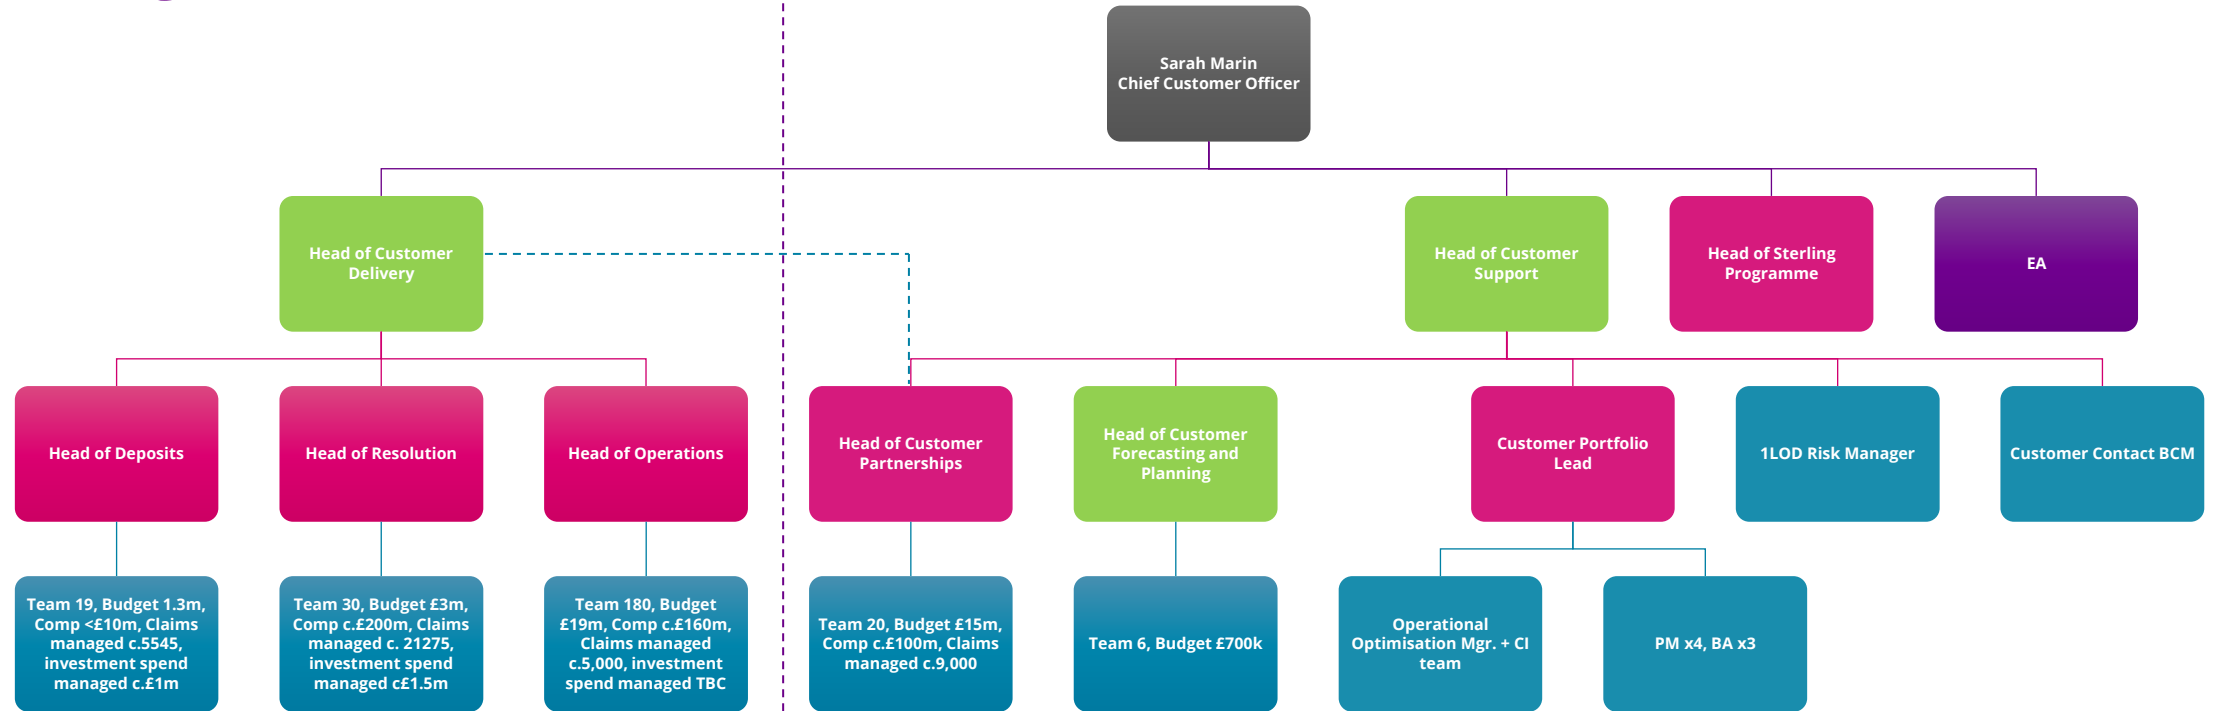 Sarah Marin
Chief Customer Officer
Head of Customer
Delivery
Head of Customer
Support
Head of Sterling
Programme
EA
Head of Deposits
Head of Resolution
Head of Operations
Head of Customer
Partnerships
Head of Customer
Forecasting and
Planning
Customer Portfolio
Lead
1LOD Risk Manager
Customer Contact BCM
Team 19, Budget 1.3m,
Comp <£10m, Claims
managed c.5545,
investment spend
managed c.£1m
Team 30, Budget £3m,
Comp c.£200m, Claims
managed c. 21275,
investment spend
managed c£1.5m
Team 180, Budget
£19m, Comp c.£160m,
Claims managed
c.5,000, investment
spend managed TBC
Team 20, Budget £15m,
Comp c.£100m, Claims
managed c.9,000
Team 6, Budget £700k
Operational
Optimisation Mgr. + CI
team
PM x4, BA x3